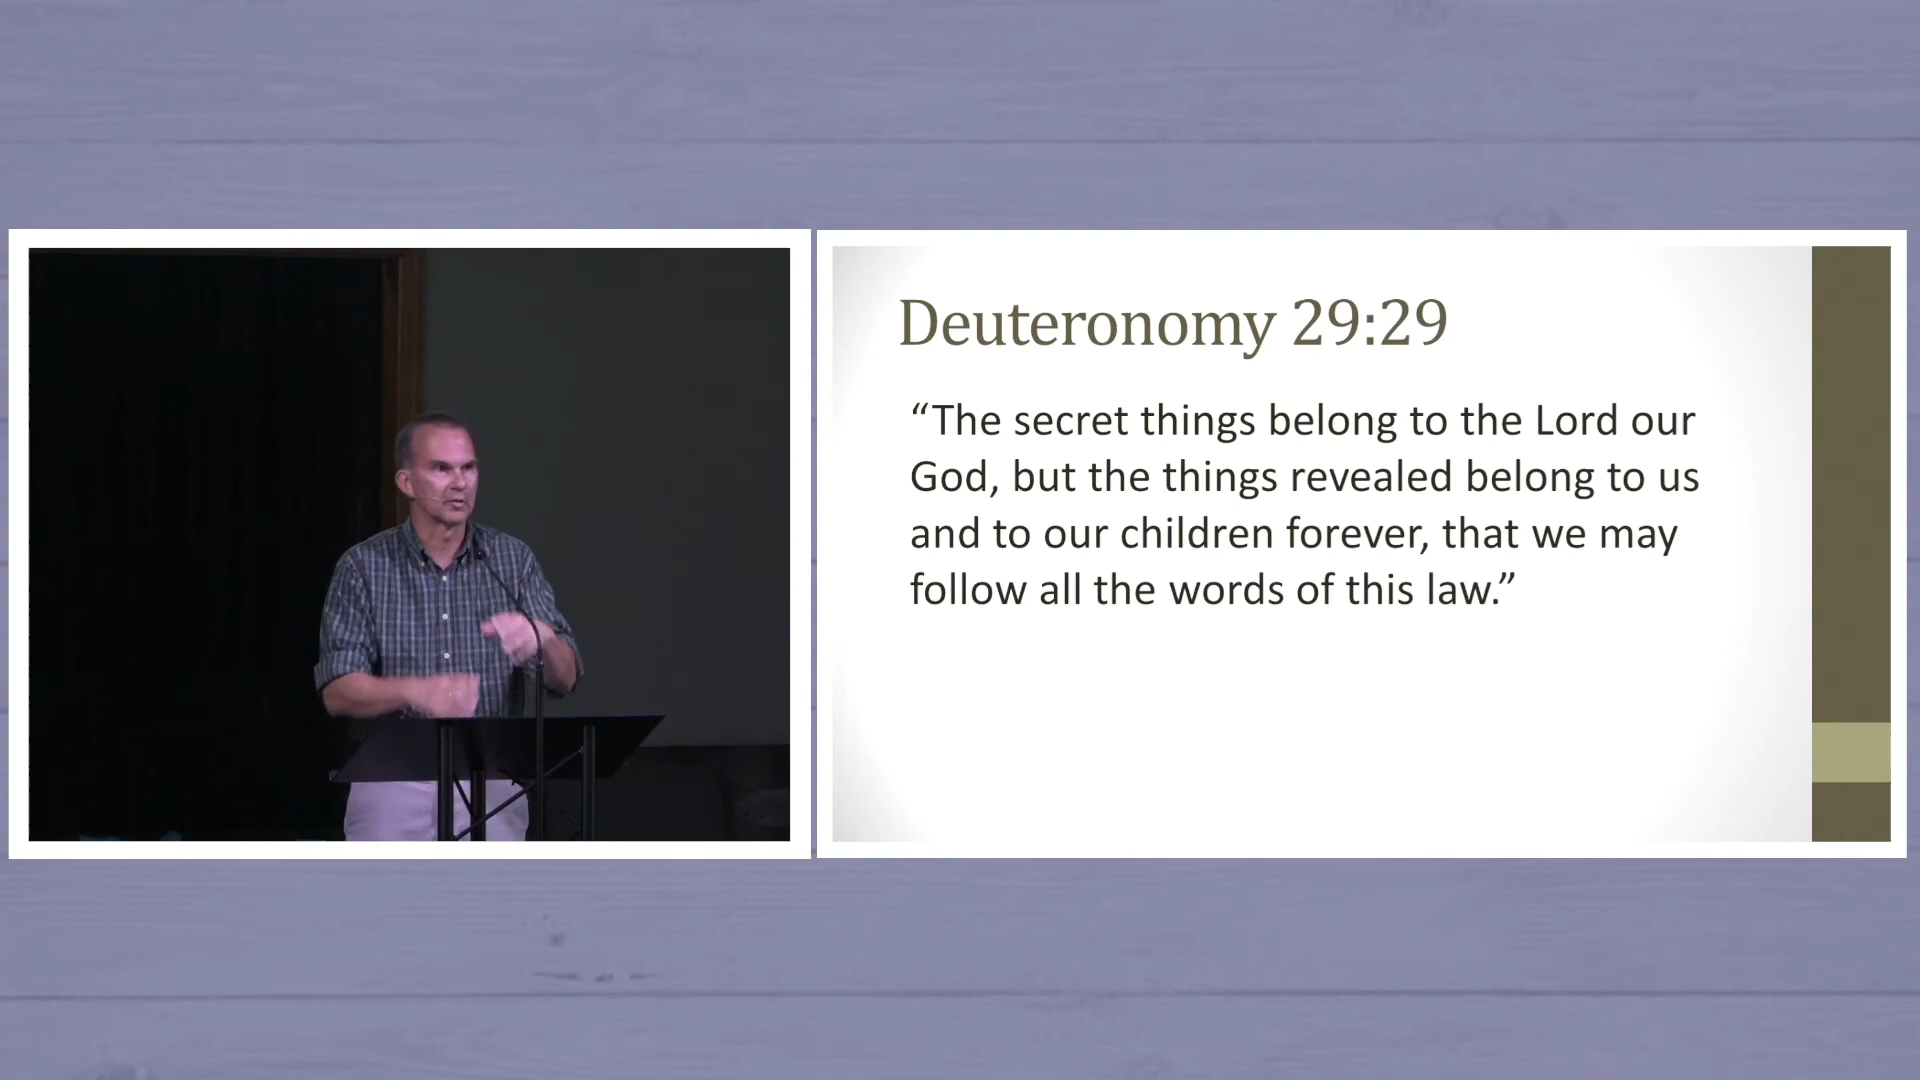 Deuteronomy 29:29
“The secret things belong to the Lord our
God, but the things revealed belong to us
and to our children forever, that we may
follow all the words of this law.”